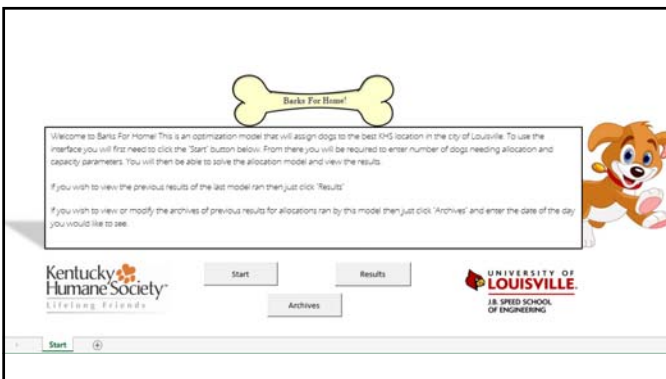 Barks For Home!
Welcome to Barks For Home! This is an optimization model that will assign dogs to the best KHS location in the city of Louisville. To use the
interface you will first need to click the "Start" button below. From there you will be required to enter number of dogs needing allocation and
capacity parameters. You will then be able to solve the allocation model and view the results.
If you wish to view the previous results of the last model ran then just click "Results"
If you wish to view or modify the archives of previous results for allocations ran by this model then just click "Archives" and enter the date of the day
you would like to see.
Kentucky
Humane Society
Lifelong Friends
Start
Results
Archives
UNIVERSITY OF
LOUISVILLE.
J.B. SPEED SCHOOL
OF ENGINEERING
Start